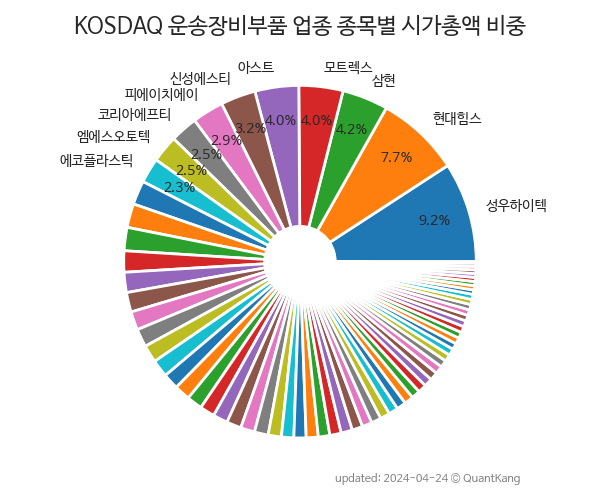 KOSDAQ 운송장비부품 업종 종목별 시가총액 비중
아스트
모트렉스
신성에스티
삼현
피에이치에이
코리아에프티
현대힘스
엠에스오토텍
에코플라스틱
성우하이텍
4.0%
4.0%
3.2%
4.2%
2.9%
2.5%
7.7%
2.5%
2.3%
9.2%
updated: 2024-04-24 © QuantKang